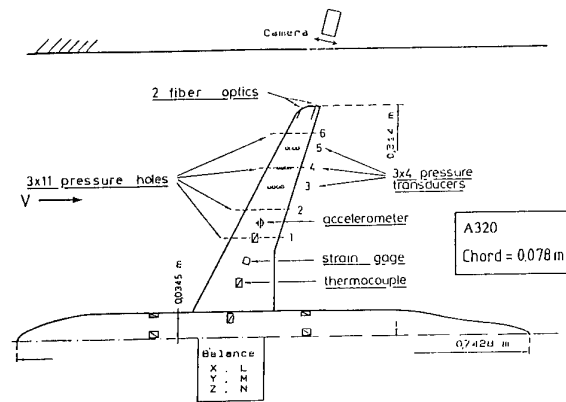 Camera
2 fiber optics
6
5
4
3
2
1
0,314 m
3x11 pressure holes
3x4 pressure
transducers
V
accelerometer
A320
Chord = 0,078 m
strain gage
thermocouple
0,0345 m
Balance
X . L
Y . M
Z . N
0,7428 m